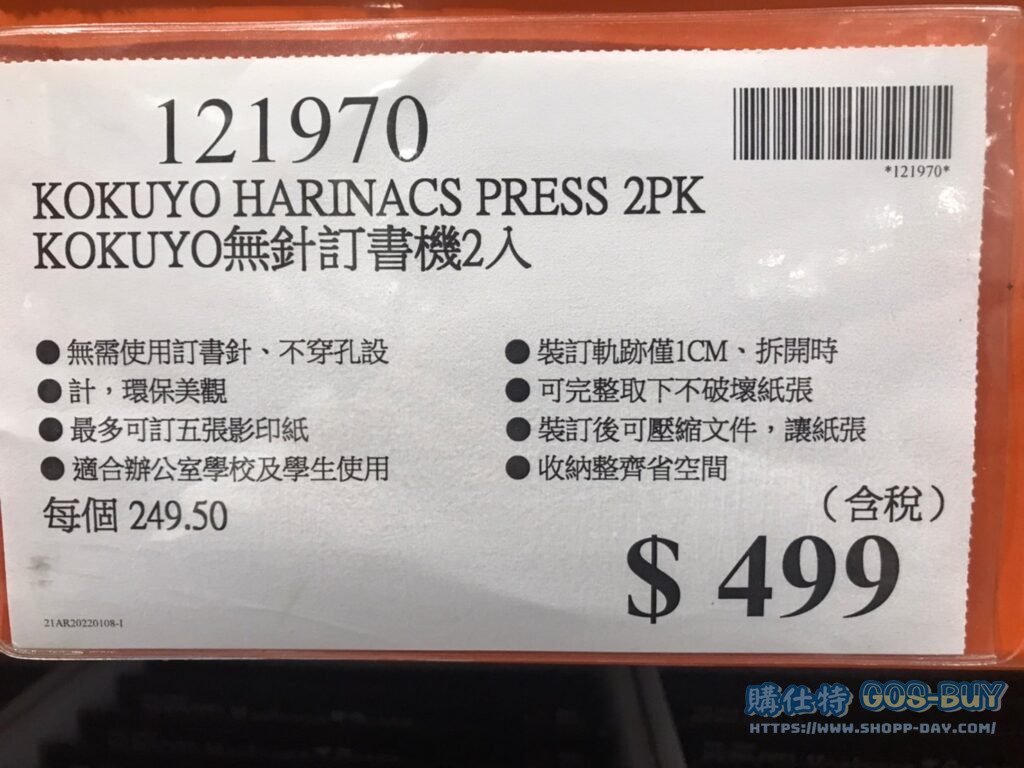 121970
*121970*
KOKUYO HARINACS PRESS 2PK
KOKUYO無針訂書機2入
● 無需使用訂書針、不穿孔設
● 計，環保美觀
● 最多可訂五張影印紙
● 適合辦公室學校及學生使用
● 裝訂軌跡僅1CM、拆開時
● 可完整取下不破壞紙張
● 裝訂後可壓縮文件，讓紙張
● 收納整齊省空間
每個 249.50
（含稅）
$ 499
21AR20220108-1
購仕特 GOS-BUY
HTTPS://WWW.SHOPP-DAY.COM/